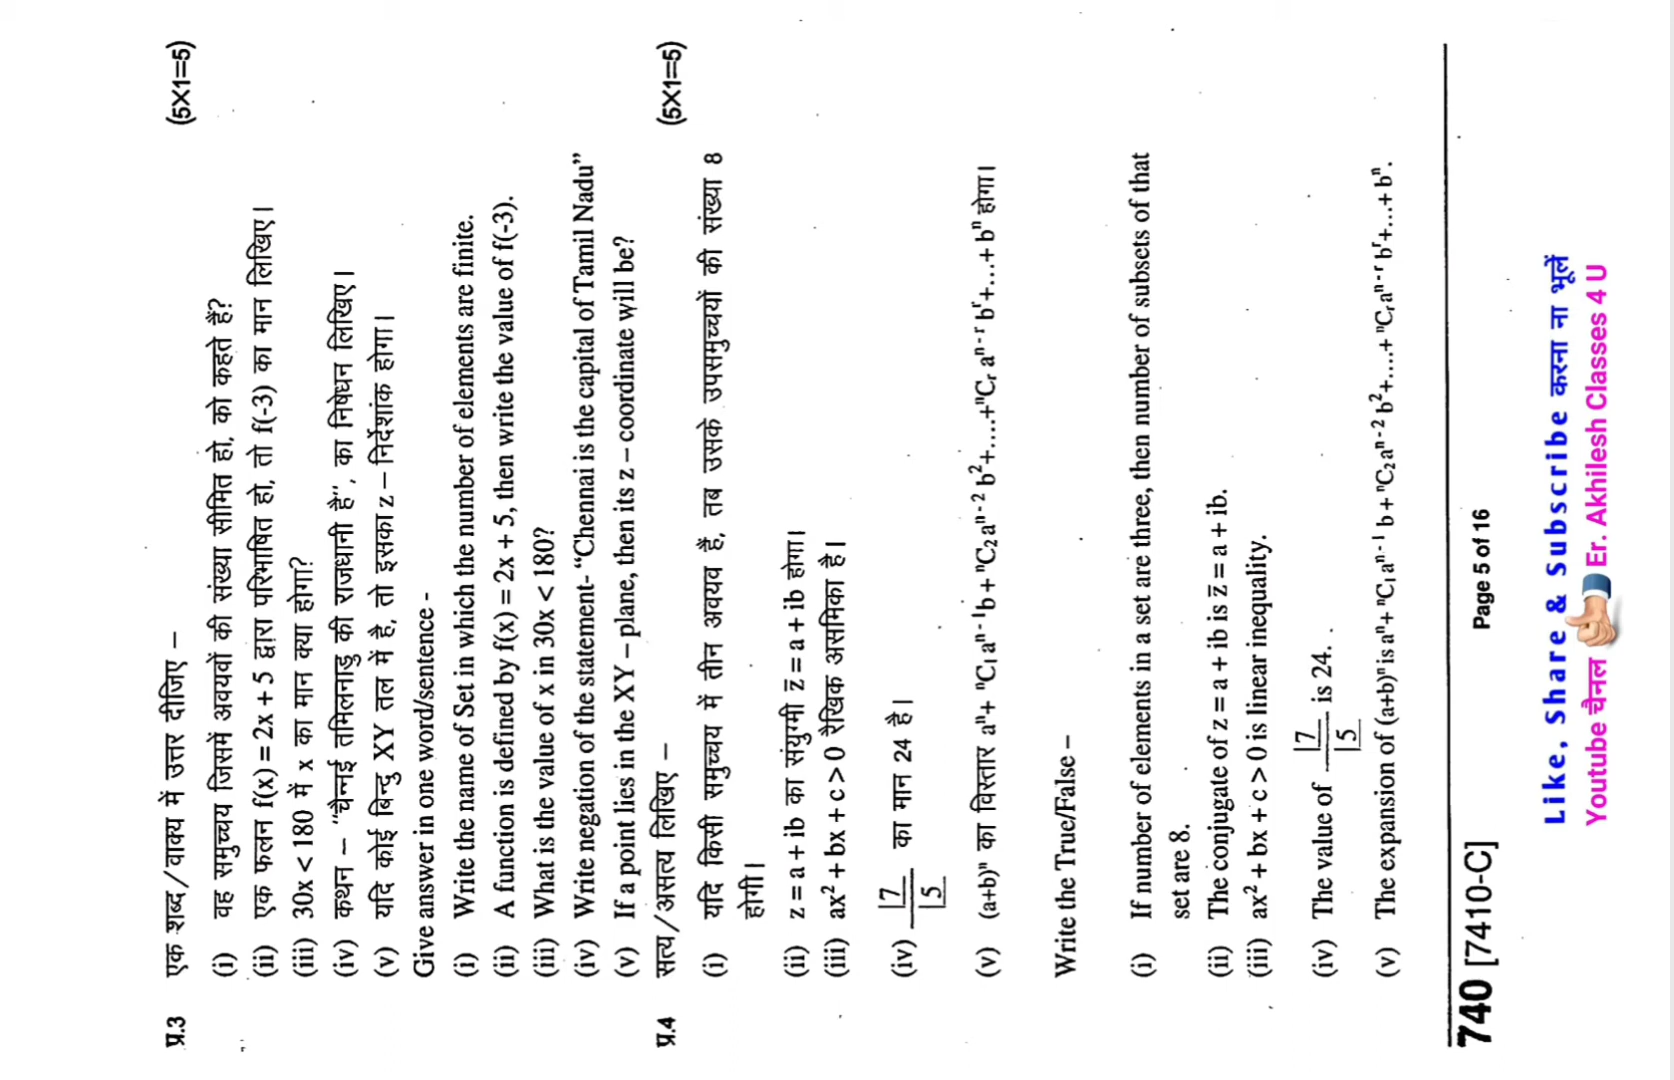 प्र.3 एक शब्द/वाक्य में उत्तर दीजिए – (5X1=5)
(i) वह समुच्चय जिसमें अवयवों की संख्या सीमित हो, को कहते हैं?
(ii) एक फलन f(x) = 2x + 5 द्वारा परिभाषित हो, तो f(-3) का मान लिखिए।
(iii) 30x < 180 में x का मान क्या होगा?
(iv) कथन – "चेन्नई तमिलनाडु की राजधानी है", का निषेधन लिखिए।
(v) यदि कोई बिन्दु XY तल में है, तो इसका z – निर्देशांक होगा।
Give answer in one word/sentence -
(i) Write the name of Set in which the number of elements are finite.
(ii) A function is defined by f(x) = 2x + 5, then write the value of f(-3).
(iii) What is the value of x in 30x < 180?
(iv) Write negation of the statement- "Chennai is the capital of Tamil Nadu"
(v) If a point lies in the XY – plane, then its z – coordinate will be?
प्र.4 सत्य/असत्य लिखिए – (5X1=5)
(i) यदि किसी समुच्चय में तीन अवयव हैं, तब उसके उपसमुच्चयों की संख्या 8
होगी।
(ii) z = a + ib का संयुग्मी z̅ = a + ib होगा।
(iii) ax² + bx + c > 0 रैखिक असमिका है।
(iv) |7 / |5 का मान 24 है।
(v) (a+b)ⁿ का विस्तार aⁿ+ ⁿC₁aⁿ⁻¹b + ⁿC₂aⁿ⁻² b²+....+ⁿCᵣ aⁿ⁻ʳ bʳ+...+ bⁿ होगा।
Write the True/False –
(i) If number of elements in a set are three, then number of subsets of that
set are 8.
(ii) The conjugate of z = a + ib is z̅ = a + ib.
(iii) ax² + bx + c > 0 is linear inequality.
(iv) The value of |7 / |5 is 24.
(v) The expansion of (a+b)ⁿ is aⁿ+ ⁿC₁aⁿ⁻¹ b + ⁿC₂aⁿ⁻² b²+....+ ⁿCᵣaⁿ⁻ʳ bʳ+...+ bⁿ.
740 [7410-C] Page 5 of 16
Like, Share & Subscribe करना ना भूलें
Youtube चैनल Er. Akhilesh Classes 4 U